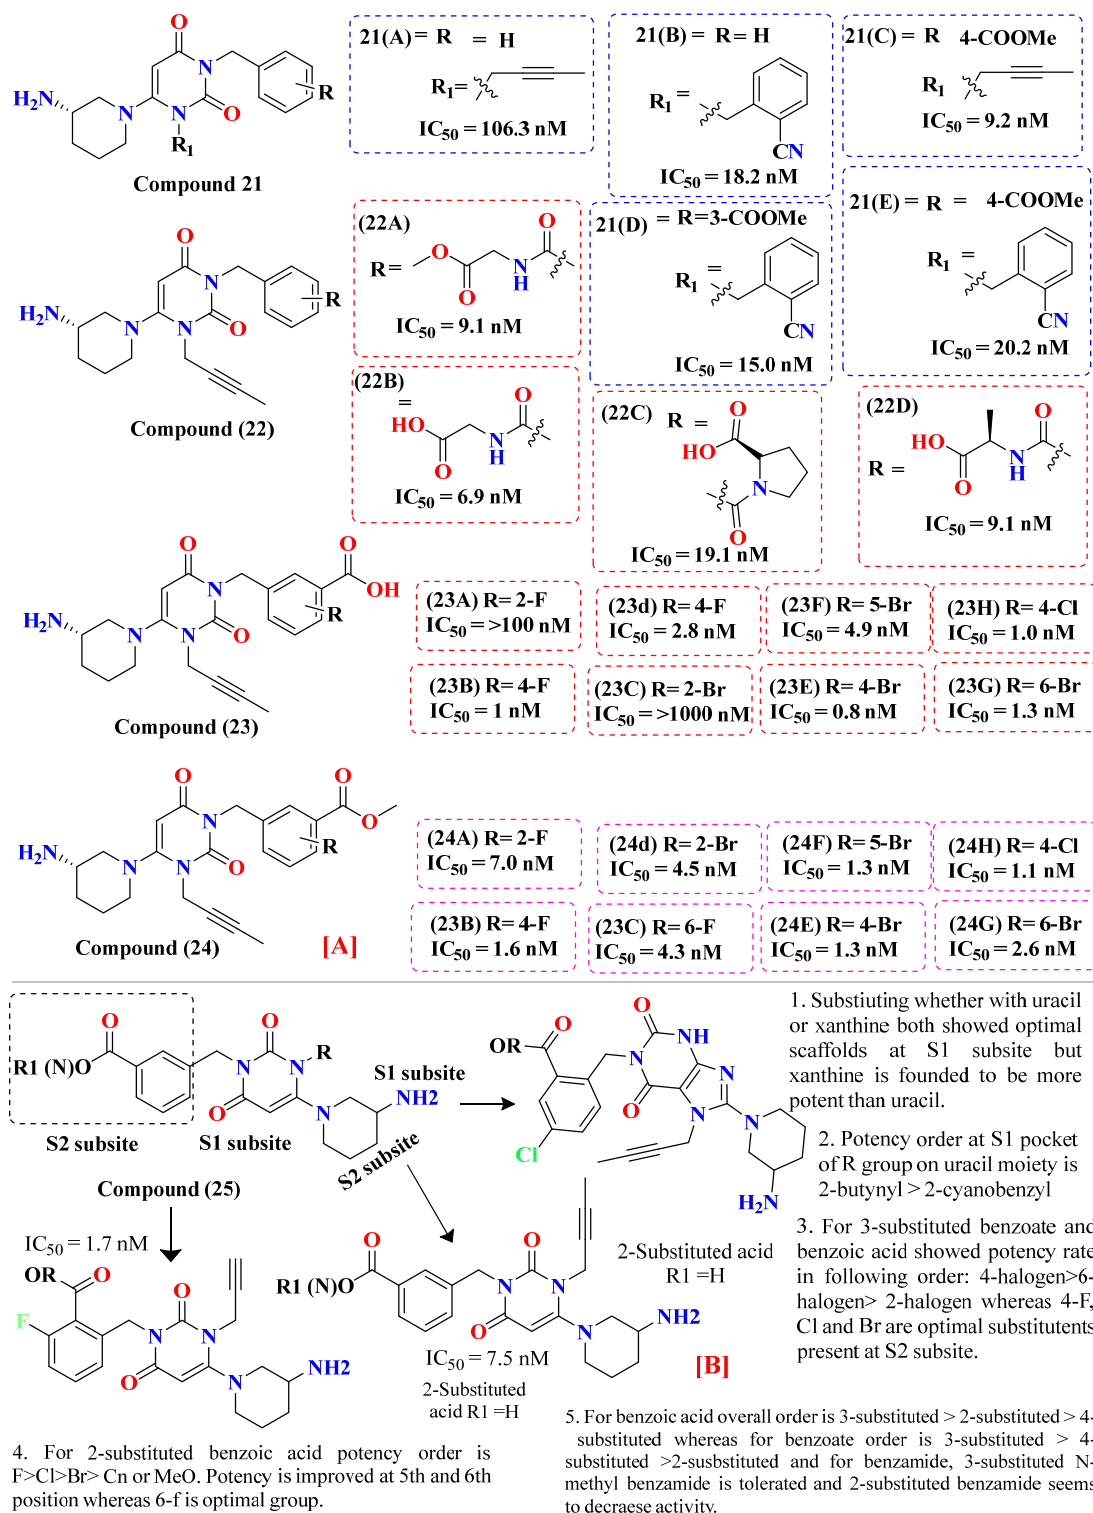 21(A) = R = H
R1=
IC50 = 106.3 nM
21(B) = R= H
R1 =
CN
IC50 = 18.2 nM
21(C) = R 4-COOMe
R1 =
IC50 = 9.2 nM
O
N
N
O
R
R1
H2N
N
Compound 21
21(D) = R=3-COOMe
R1 =
CN
IC50 = 15.0 nM
21(E) = R = 4-COOMe
R1 =
CN
IC50 = 20.2 nM
(22A)
R=
O
O
N
H
O
IC50 = 9.1 nM
O
N
R
H2N
N
N
O
Compound (22)
(22B)
=
HO
O
N
H
O
IC50 = 6.9 nM
(22C) R =
O
HO
N
O
IC50 = 19.1 nM
(22D)
R =
HO
O
N
H
O
IC50 = 9.1 nM
O
O
OH
N
R
H2N
N
N
O
Compound (23)
(23A) R= 2-F
IC50 = >100 nM
(23d) R= 4-F
IC50 = 2.8 nM
(23F) R= 5-Br
IC50 = 4.9 nM
(23H) R= 4-Cl
IC50 = 1.0 nM
(23B) R= 4-F
IC50 = 1 nM
(23C) R= 2-Br
IC50 = >1000 nM
(23E) R= 4-Br
IC50 = 0.8 nM
(23G) R= 6-Br
IC50 = 1.3 nM
O
O
O
N
R
H2N
N
N
O
Compound (24)
[A]
(24A) R= 2-F
IC50 = 7.0 nM
(24d) R= 2-Br
IC50 = 4.5 nM
(24F) R= 5-Br
IC50 = 1.3 nM
(24H) R= 4-Cl
IC50 = 1.1 nM
(23B) R= 4-F
IC50 = 1.6 nM
(23C) R= 6-F
IC50 = 4.3 nM
(24E) R= 4-Br
IC50 = 1.3 nM
(24G) R= 6-Br
IC50 = 2.6 nM
O
R1 (N)O
O
R
N
N
O
N
NH2
S1 subsite
S2 subsite
S1 subsite
S2 subsite
Compound (25)
O
OR
O
NH
N
O
N
N
N
Cl
H2N
1. Substiuting whether with uracil
or xanthine both showed optimal
scaffolds at S1 subsite but
xanthine is founded to be more
potent than uracil.
2. Potency order at S1 pocket
of R group on uracil moiety is
2-butynyl > 2-cyanobenzyl
3. For 3-substituted benzoate and
benzoic acid showed potency rate
in following order: 4-halogen>6-
halogen> 2-halogen whereas 4-F,
Cl and Br are optimal substitutents
present at S2 subsite.
IC50 = 1.7 nM
OR
O
F
O
N
N
O
N
NH2
O
R1 (N)O
O
N
N
O
N
NH2
2-Substituted acid
R1 =H
IC50 = 7.5 nM
2-Substituted
acid R1 =H
[B]
4. For 2-substituted benzoic acid potency order is
F>Cl>Br> Cn or MeO. Potency is improved at 5th and 6th
position whereas 6-f is optimal group.
5. For benzoic acid overall order is 3-substituted > 2-substituted > 4-
substituted whereas for benzoate order is 3-substituted > 4-
substituted >2-susbstituted and for benzamide, 3-substituted N-
methyl benzamide is tolerated and 2-substituted benzamide seems
to decraese activity.